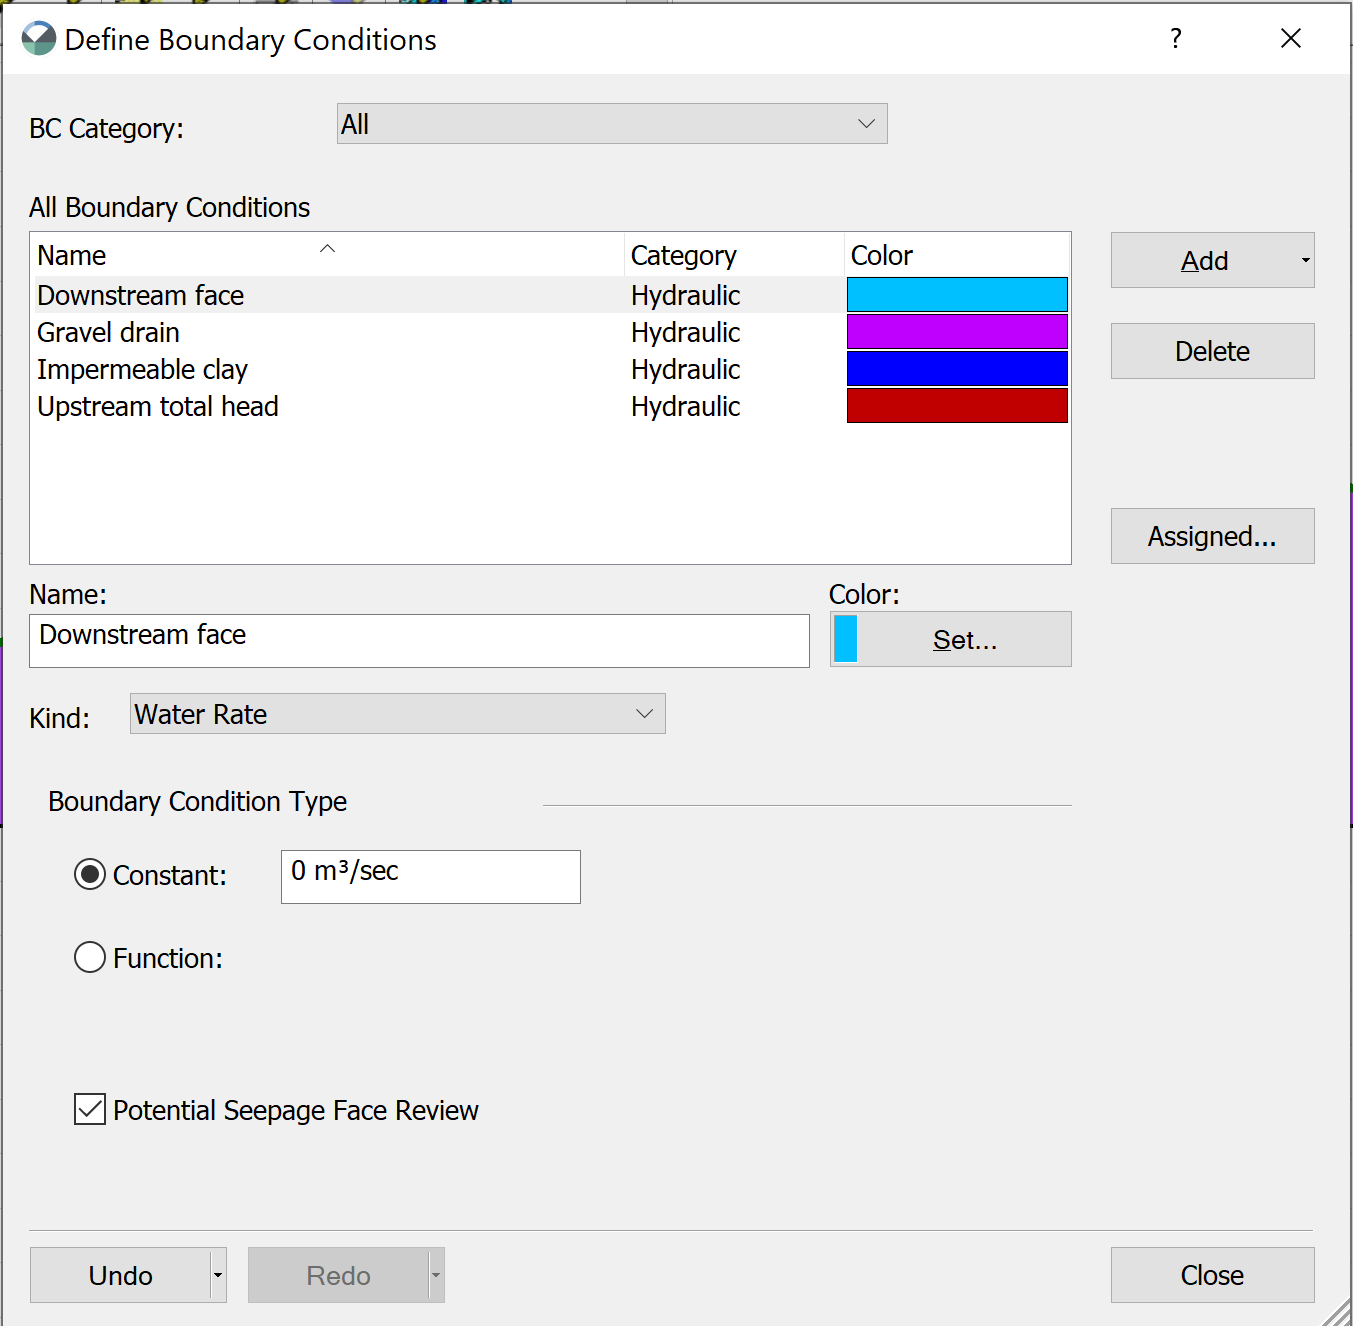 Define Boundary Conditions ?
BC Category: All
All Boundary Conditions
Name Category Color
Downstream face Hydraulic
Gravel drain Hydraulic
Impermeable clay Hydraulic
Upstream total head Hydraulic
Add
Delete
Assigned...
Name: Color:
Downstream face Set...
Kind: Water Rate
Boundary Condition Type
Constant: 0 m³/sec
Function:
Potential Seepage Face Review
Undo Redo Close